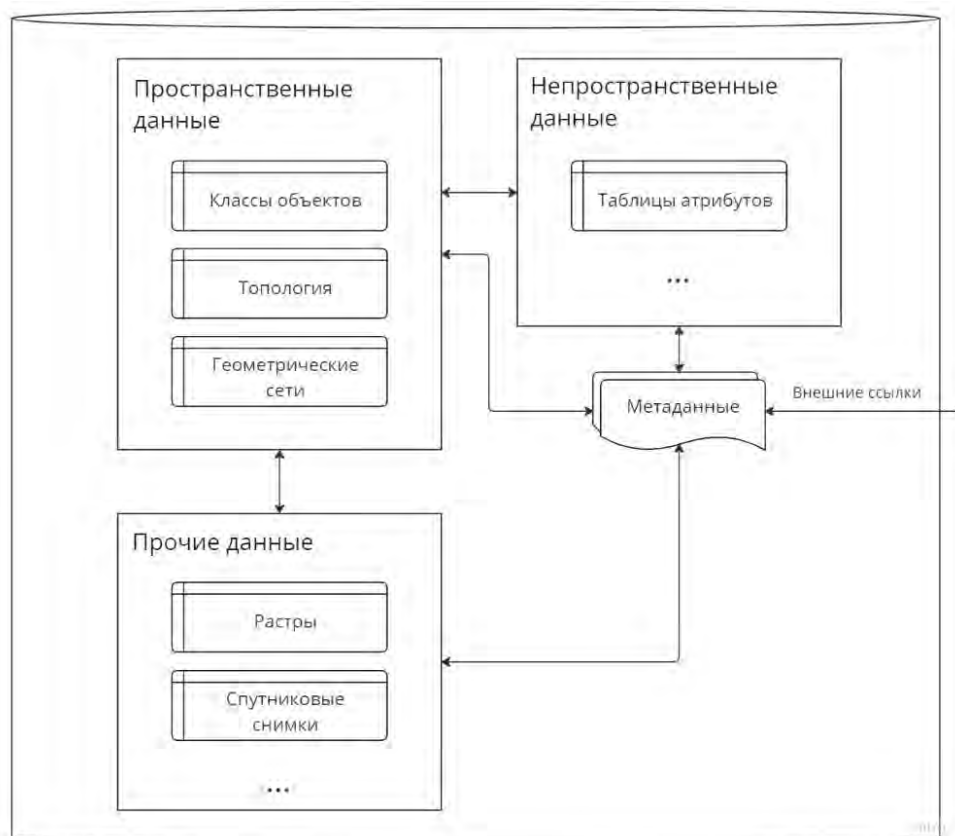 Пространственные
данные
Классы объектов
Топология
Геометрические
сети
Непространственные
данные
Таблицы атрибутов
...
Метаданные
Внешние ссылки
Прочие данные
Растры
Спутниковые
снимки
...